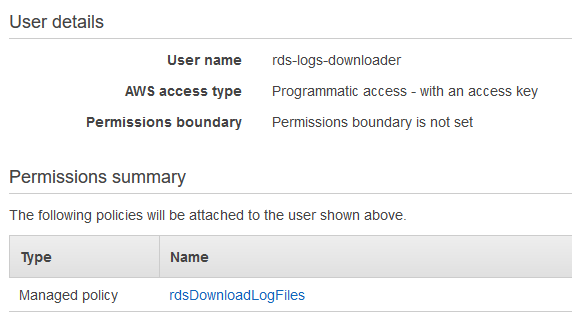 User details
User name rds-logs-downloader
AWS access type Programmatic access - with an access key
Permissions boundary Permissions boundary is not set
Permissions summary
The following policies will be attached to the user shown above.
Type Name
Managed policy rdsDownloadLogFiles